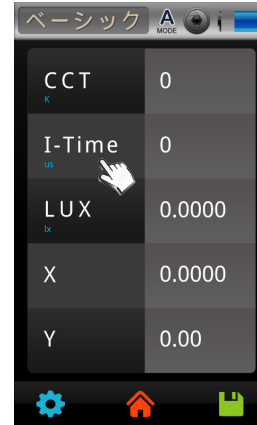 ベーシック A MODE
CCT 0
K
I-Time 0
us
LUX 0.0000
lx
X 0.0000
Y 0.00